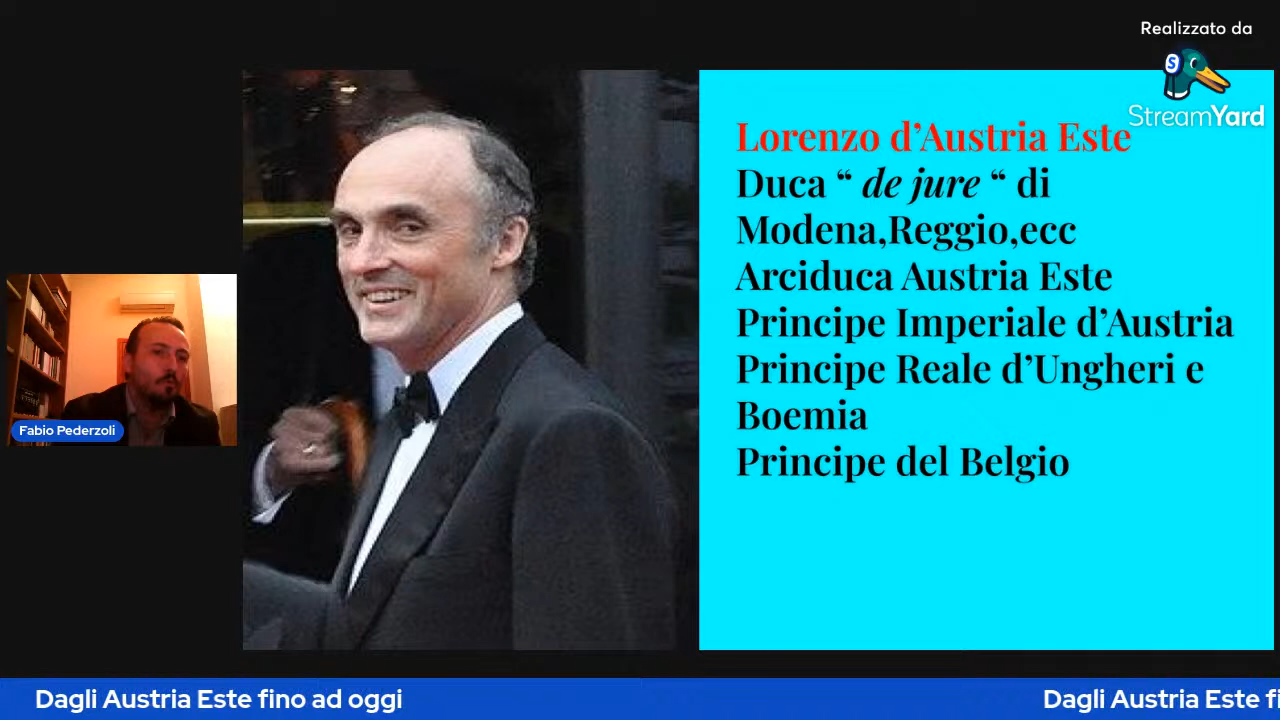 Realizzato da
StreamYard
Lorenzo d’Austria Este
Duca “ de jure “ di
Modena,Reggio,ecc
Arciduca Austria Este
Principe Imperiale d’Austria
Principe Reale d’Ungheri e
Boemia
Principe del Belgio
Fabio Pederzoli
Dagli Austria Este fino ad oggi
Dagli Austria Este fi